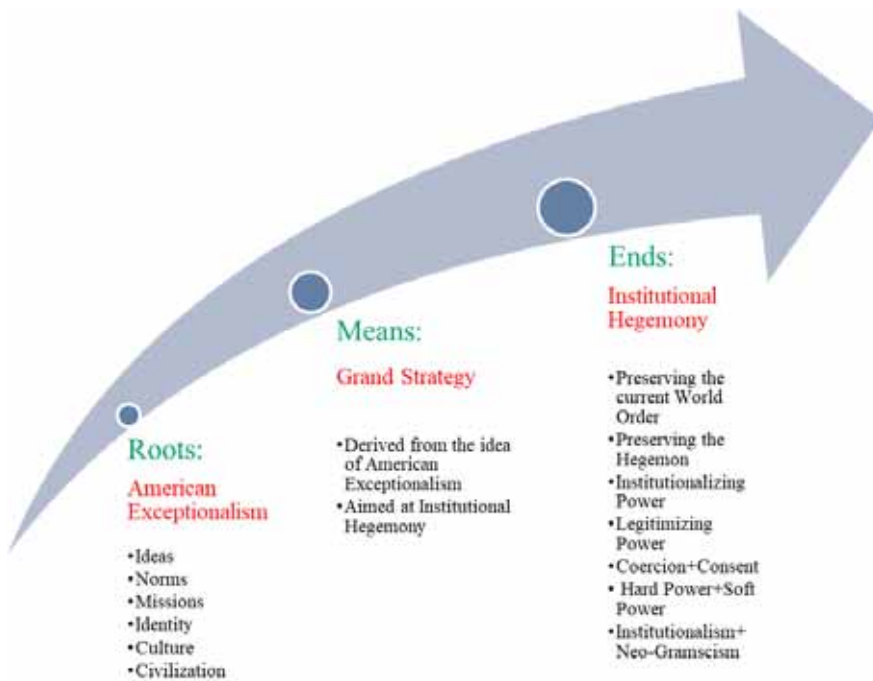 Roots:
American
Exceptionalism
•Ideas
•Norms
•Missions
•Identity
•Culture
•Civilization
Means:
Grand Strategy
•Derived from the idea
of American
Exceptionalism
•Aimed at Institutional
Hegemony
Ends:
Institutional
Hegemony
•Preserving the
current World
Order
•Preserving the
Hegemon
•Institutionalizing
Power
•Legitimizing
Power
•Coercion+Consent
• Hard Power+Soft
Power
•Institutionalism+
Neo-Gramscism